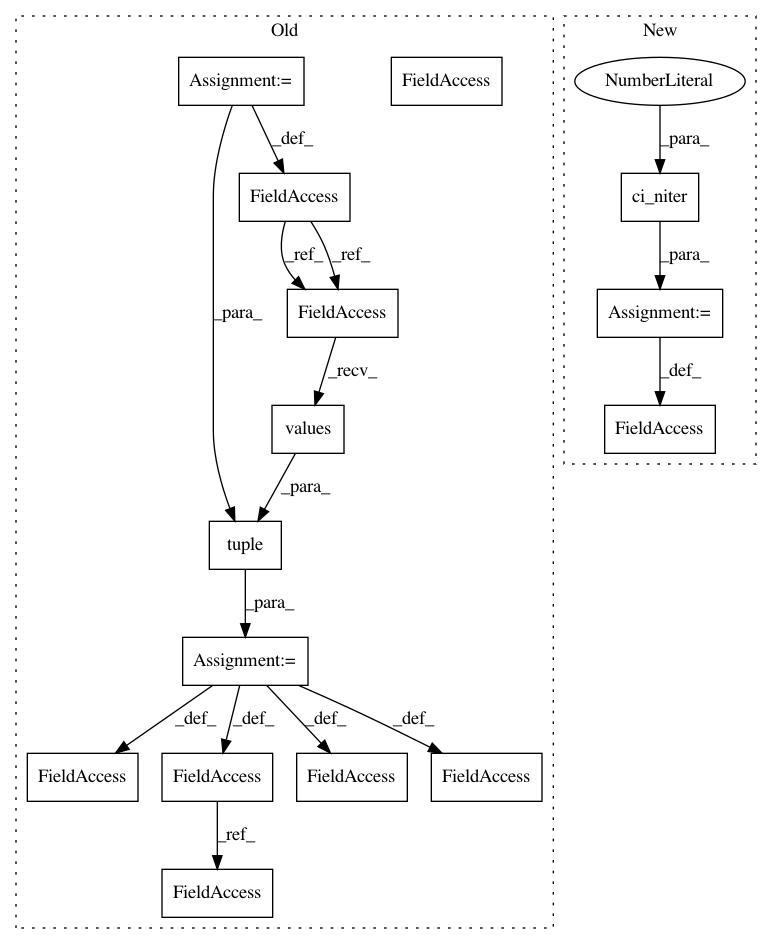 Old
New
Assignment:=
FieldAccess
NumberLiteral
_def_
_para_
FieldAccess
ci_niter
_ref_
_ref_
_para_
_para_
FieldAccess
Assignment:=
_recv_
_def_
values
FieldAccess
_para_
tuple
_para_
Assignment:=
_def_
_def_
_def_
_def_
FieldAccess
FieldAccess
FieldAccess
FieldAccess
_ref_
FieldAccess